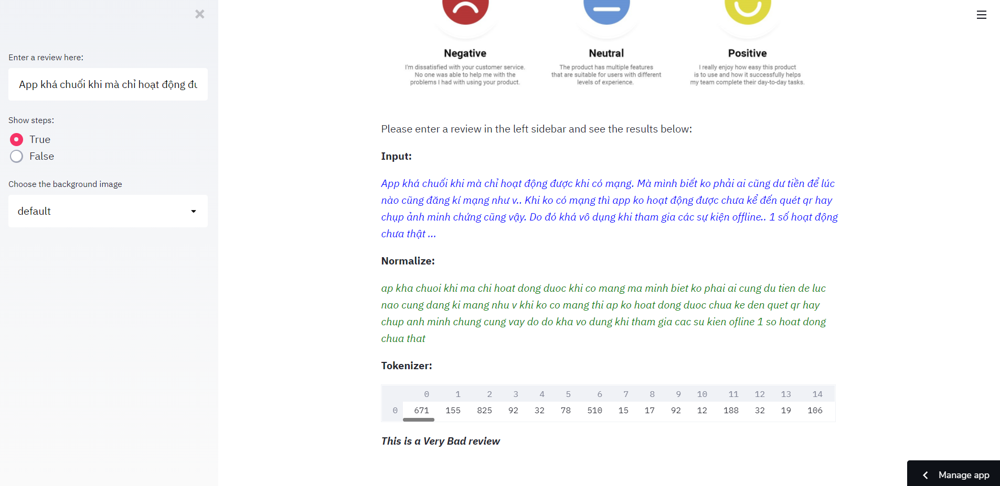 Enter a review here:
App khá chuối khi mà chỉ hoạt động đư
Show steps:
True
False
Choose the background image
default
Negative
I'm dissatisfied with your customer service.
No one was able to help me with the
problems I had with using your product.
Neutral
The product has multiple features
that are suitable for users with different
levels of experience.
Positive
I really enjoy how easy this product
is to use and how it successfully helps
my team complete their day-to-day tasks.
Please enter a review in the left sidebar and see the results below:
Input:
App khá chuối khi mà chỉ hoạt động được khi có mạng. Mà mình biết ko phải ai cũng dư tiền để lúc
nào cũng đăng kí mạng như v.. Khi ko có mạng thì app ko hoạt động được chưa kể đến quét qr hay
chụp ảnh minh chứng cũng vậy. Do đó khá vô dụng khi tham gia các sự kiện offline.. 1 số hoạt động
chưa thật ...
Normalize:
ap kha chuoi khi ma chi hoat dong duoc khi co mang ma minh biet ko phai ai cung du tien de luc
nao cung dang ki mang nhu v khi ko co mang thi ap ko hoat dong duoc chua ke den quet qr hay
chup anh minh chung cung vay do do kha vo dung khi tham gia cac su kien ofline 1 so hoat dong
chua that
Tokenizer:
0 1 2 3 4 5 6 7 8 9 10 11 12 13 14
0 671 155 825 92 32 78 510 15 17 92 12 188 32 19 106
This is a Very Bad review
Manage app